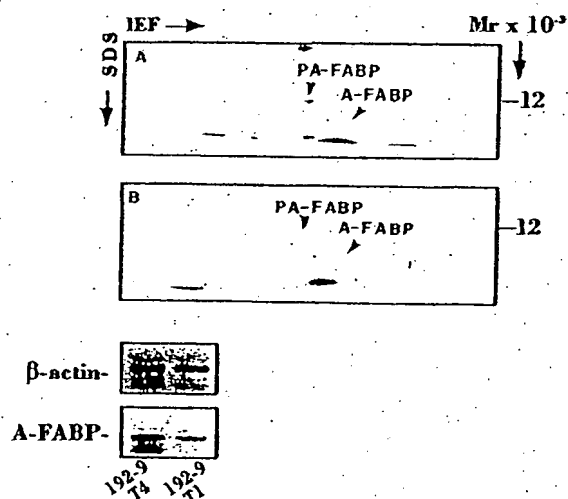 IEF →
Mr x 10⁻³
SDS
A
PA-FABP
A-FABP
–12
B
PA-FABP
A-FABP
–12
β-actin-
A-FABP-
192-9 T4
192-9 T1